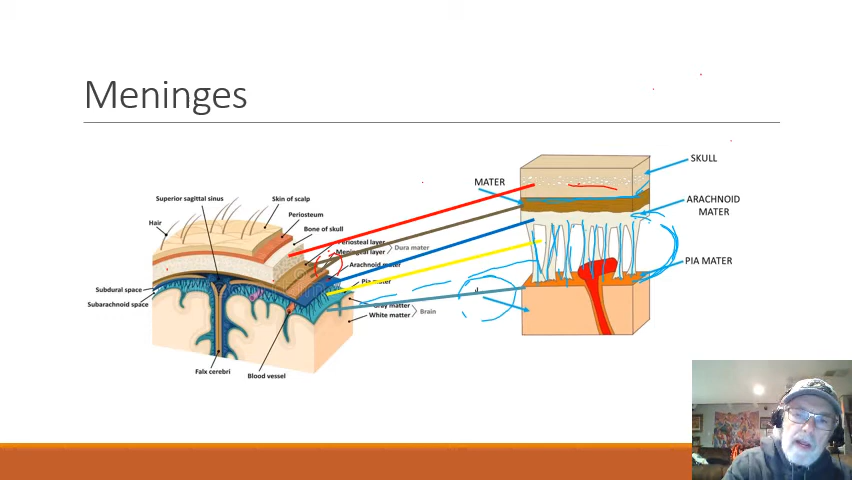 Meninges
Superior sagittal sinus
Skin of scalp
Periosteum
Hair
Bone of skull
Periosteal layer
Meningeal layer
Dura mater
Arachnoid mater
Pia mater
Subdural space
Subarachnoid space
Gray matter
White matter
Brain
Falx cerebri
Blood vessel
MATER
SKULL
ARACHNOID
MATER
PIA MATER